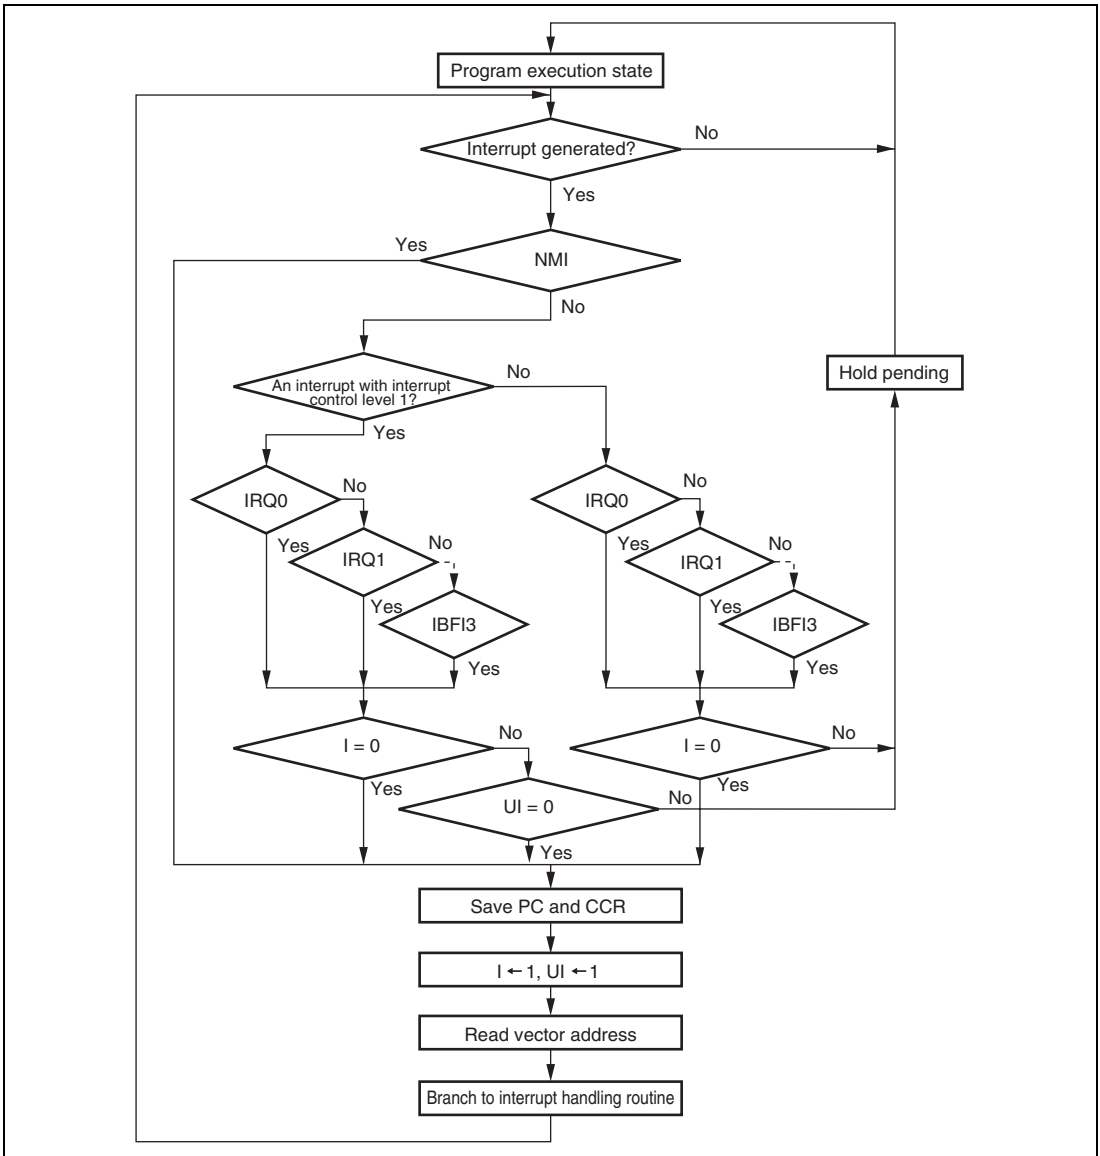 Program execution state
Interrupt generated?
No
Yes
Yes
NMI
No
An interrupt with interrupt
control level 1?
No
Hold pending
Yes
IRQ0
No
IRQ0
No
Yes
IRQ1
No
Yes
IRQ1
No
Yes
IBFI3
Yes
IBFI3
Yes
Yes
I = 0
No
I = 0
No
Yes
UI = 0
No
Yes
Yes
Save PC and CCR
I ← 1, UI ← 1
Read vector address
Branch to interrupt handling routine